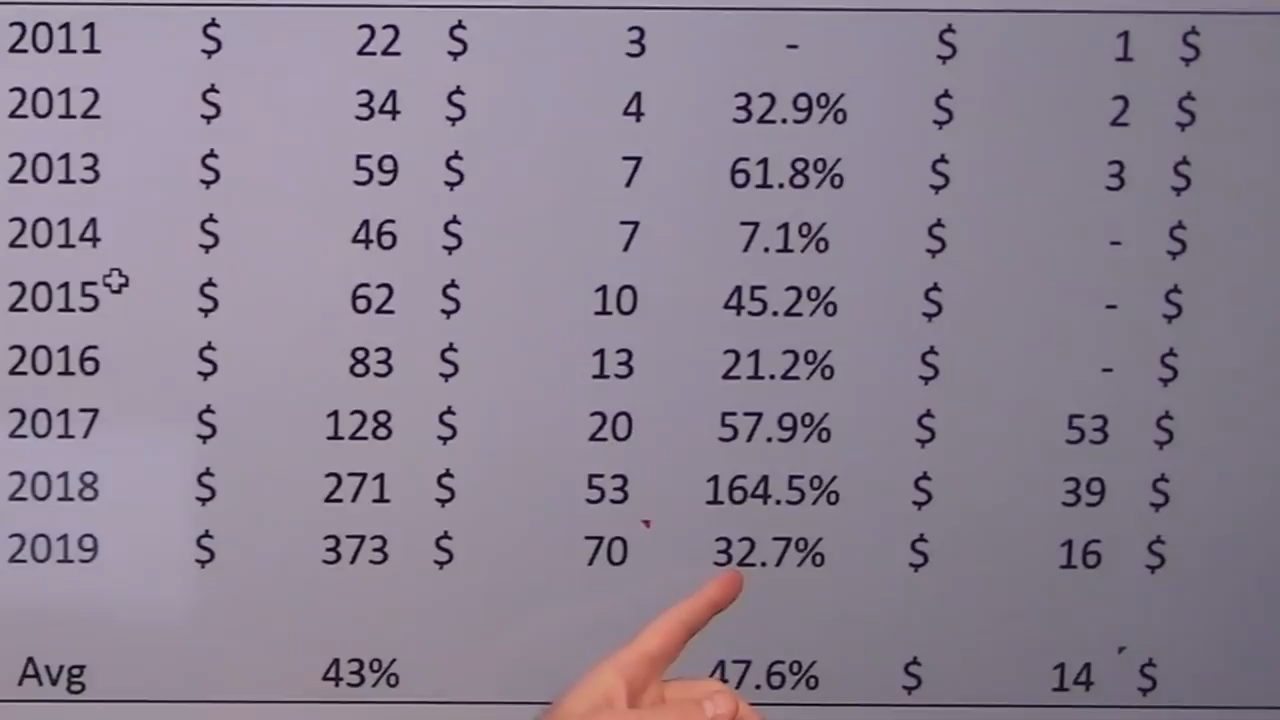 2011 $ 22 $ 3 - $ 1 $
2012 $ 34 $ 4 32.9% $ 2 $
2013 $ 59 $ 7 61.8% $ 3 $
2014 $ 46 $ 7 7.1% $ - $
2015 $ 62 $ 10 45.2% $ - $
2016 $ 83 $ 13 21.2% $ - $
2017 $ 128 $ 20 57.9% $ 53 $
2018 $ 271 $ 53 164.5% $ 39 $
2019 $ 373 $ 70 32.7% $ 16 $
Avg 43% 47.6% $ 14 $